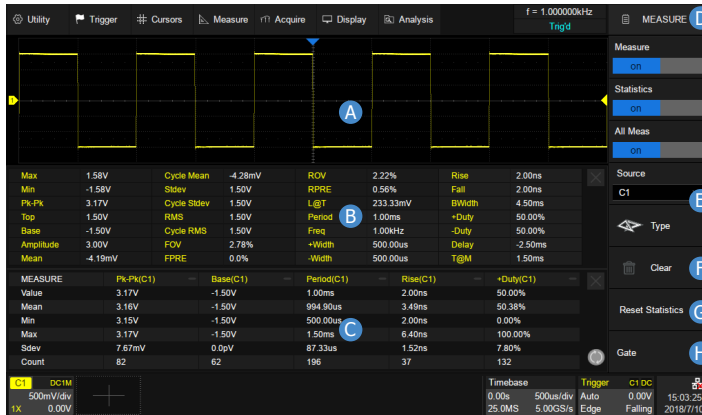 Utility Trigger Cursors Measure Acquire Display Analysis f = 1.000000kHz Trig'd MEASURE D
Measure
on
Statistics
on
All Meas
on
Source
C1
E
Type
Clear F
Reset Statistics G
Gate H
1
A
Max 1.58V Cycle Mean -4.28mV ROV 2.22% Rise 2.00ns
Min -1.58V Stdev 1.50V RPRE 0.56% Fall 2.00ns
Pk-Pk 3.17V Cycle Stdev 1.50V L@T 233.33mV BWidth 4.50ms
Top 1.50V RMS 1.50V Period B 1.00ms +Duty 50.00%
Base -1.50V Cycle RMS 1.50V Freq 1.00kHz -Duty 50.00%
Amplitude 3.00V FOV 2.78% +Width 500.00us Delay -2.50ms
Mean -4.19mV FPRE 0.0% -Width 500.00us T@M 1.50ms
MEASURE Pk-Pk(C1) Base(C1) Period(C1) Rise(C1) +Duty(C1)
Value 3.17V -1.50V 1.00ms 2.00ns 50.00%
Mean 3.16V -1.50V 994.90us 3.49ns 50.38%
Min 3.15V -1.50V 500.00us 2.00ns 0.00%
Max 3.17V -1.50V 1.50ms C 6.40ns 100.00%
Sdev 7.67mV 0.0pV 87.33us 1.52ns 7.80%
Count 82 62 196 37 132
C1 DC1M Timebase Trigger C1 DC
500mV/div 0.00s 500us/div Auto 0.00V 15:03:25
1X 0.00V 25.0MS 5.00GS/s Edge Falling 2018/7/10